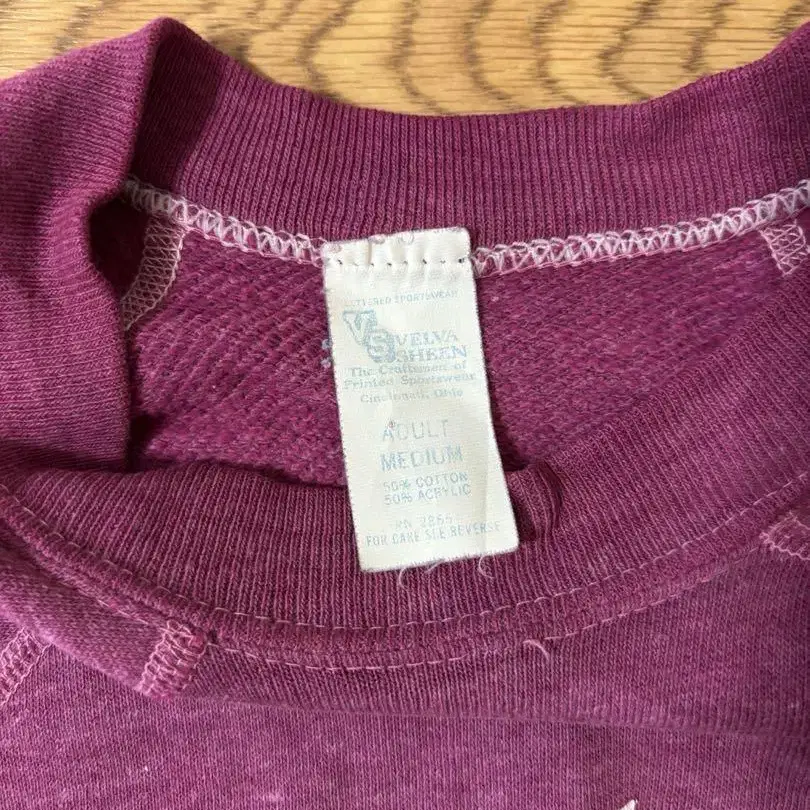 LETTERED SPORTSWEAR
VS VELVA
SHEEN
The Craftsmen of
Printed Sportswear
Cincinnati, Ohio
ADULT
MEDIUM
50% COTTON
50% ACRYLIC
RN
FOR CARE SEE REVERSE